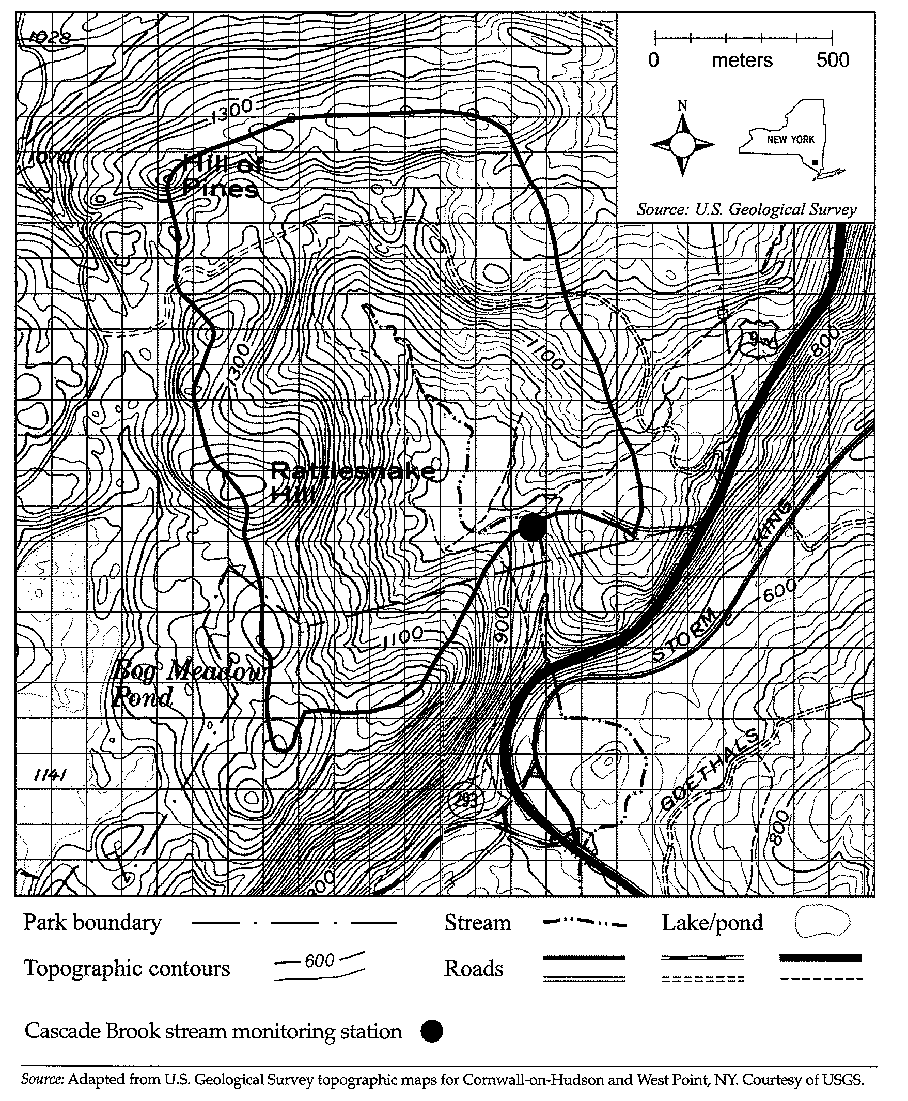 1028
0 meters 500
1300
N
NEW YORK
1070
Hill of
Pines
Source: U.S. Geological Survey
1100
800
1300
Rattlesnake
Hill
KING
600
900
STORM
1100
Bog Meadow
Pond
GOETHALS
1141
293
800
Park boundary
Stream
Lake/pond
Topographic contours
600
Roads
Cascade Brook stream monitoring station
Source: Adapted from U.S. Geological Survey topographic maps for Cornwall-on-Hudson and West Point, NY. Courtesy of USGS.